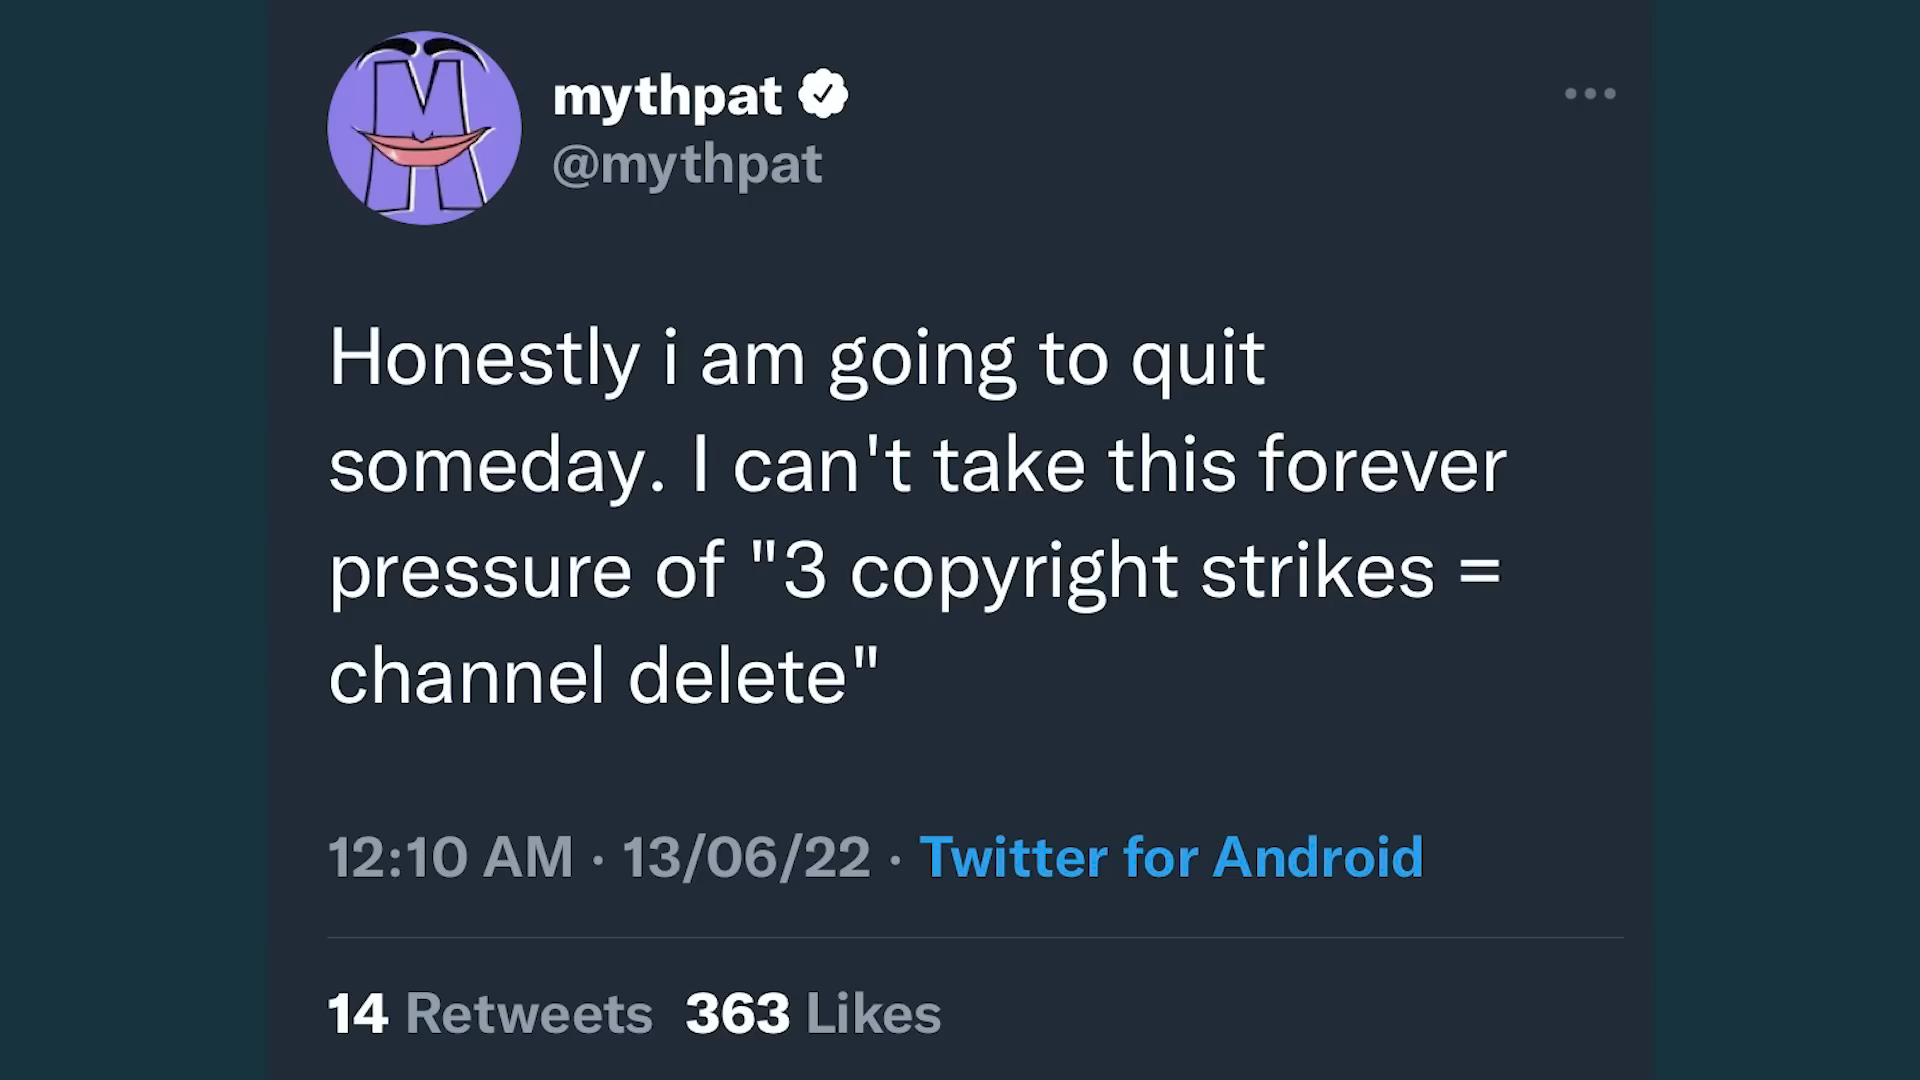 mythpat
@mythpat
Honestly i am going to quit
someday. I can't take this forever
pressure of "3 copyright strikes =
channel delete"
12:10 AM · 13/06/22 · Twitter for Android
14 Retweets 363 Likes